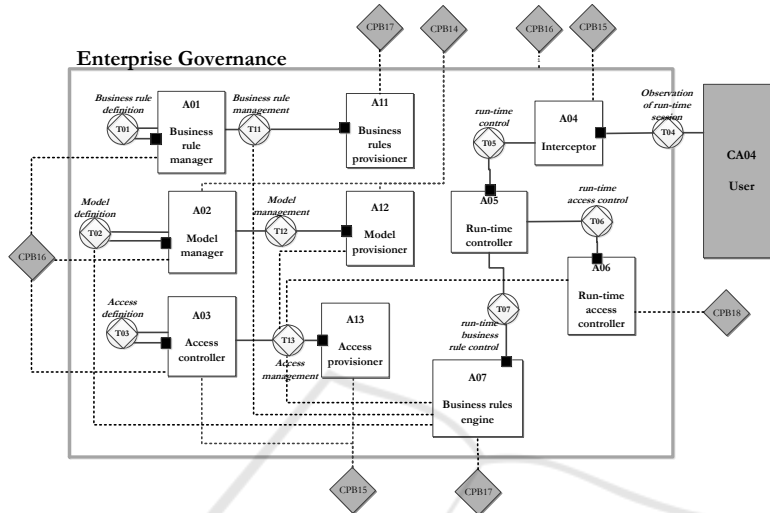 CPB17
CPB14
CPB16
CPB15
Enterprise Governance
Business rule
definition
T01
A01
Business
rule
manager
Business rule
management
T11
A11
Business
rules
provisioner
run-time
control
T05
A04
Interceptor
Observation
of run-time
session
T04
CA04
User
Model definition
T02
A02
Model
manager
Model
management
T12
A12
Model
provisioner
A05
Run-time
controller
run-time
access control
T06
CPB16
Access
definition
T03
A03
Access
controller
T13
Access
management
A13
Access
provisioner
T07
run-time
business
rule control
A06
Run-time
access
controller
CPB18
A07
Business rules
engine
CPB15
CPB17